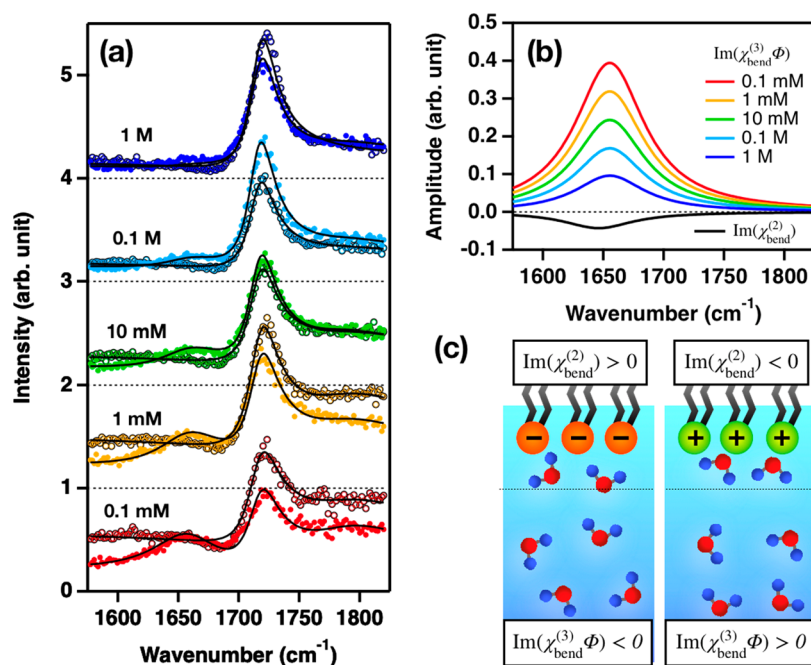 (a)
5
4
3
2
1
0
Intensity (arb. unit)
1 M
0.1 M
10 mM
1 mM
0.1 mM
1600 1650 1700 1750 1800
Wavenumber (cm⁻¹)
(b)
0.5
0.4
0.3
0.2
0.1
0.0
-0.1
Amplitude (arb. unit)
Im(χ⁽³⁾bend Φ)
0.1 mM
1 mM
10 mM
0.1 M
1 M
Im(χ⁽²⁾bend)
1600 1650 1700 1750 1800
Wavenumber (cm⁻¹)
(c)
Im(χ⁽²⁾bend) > 0 Im(χ⁽²⁾bend) < 0
− − − + + +
Im(χ⁽³⁾bend Φ) < 0 Im(χ⁽³⁾bend Φ) > 0